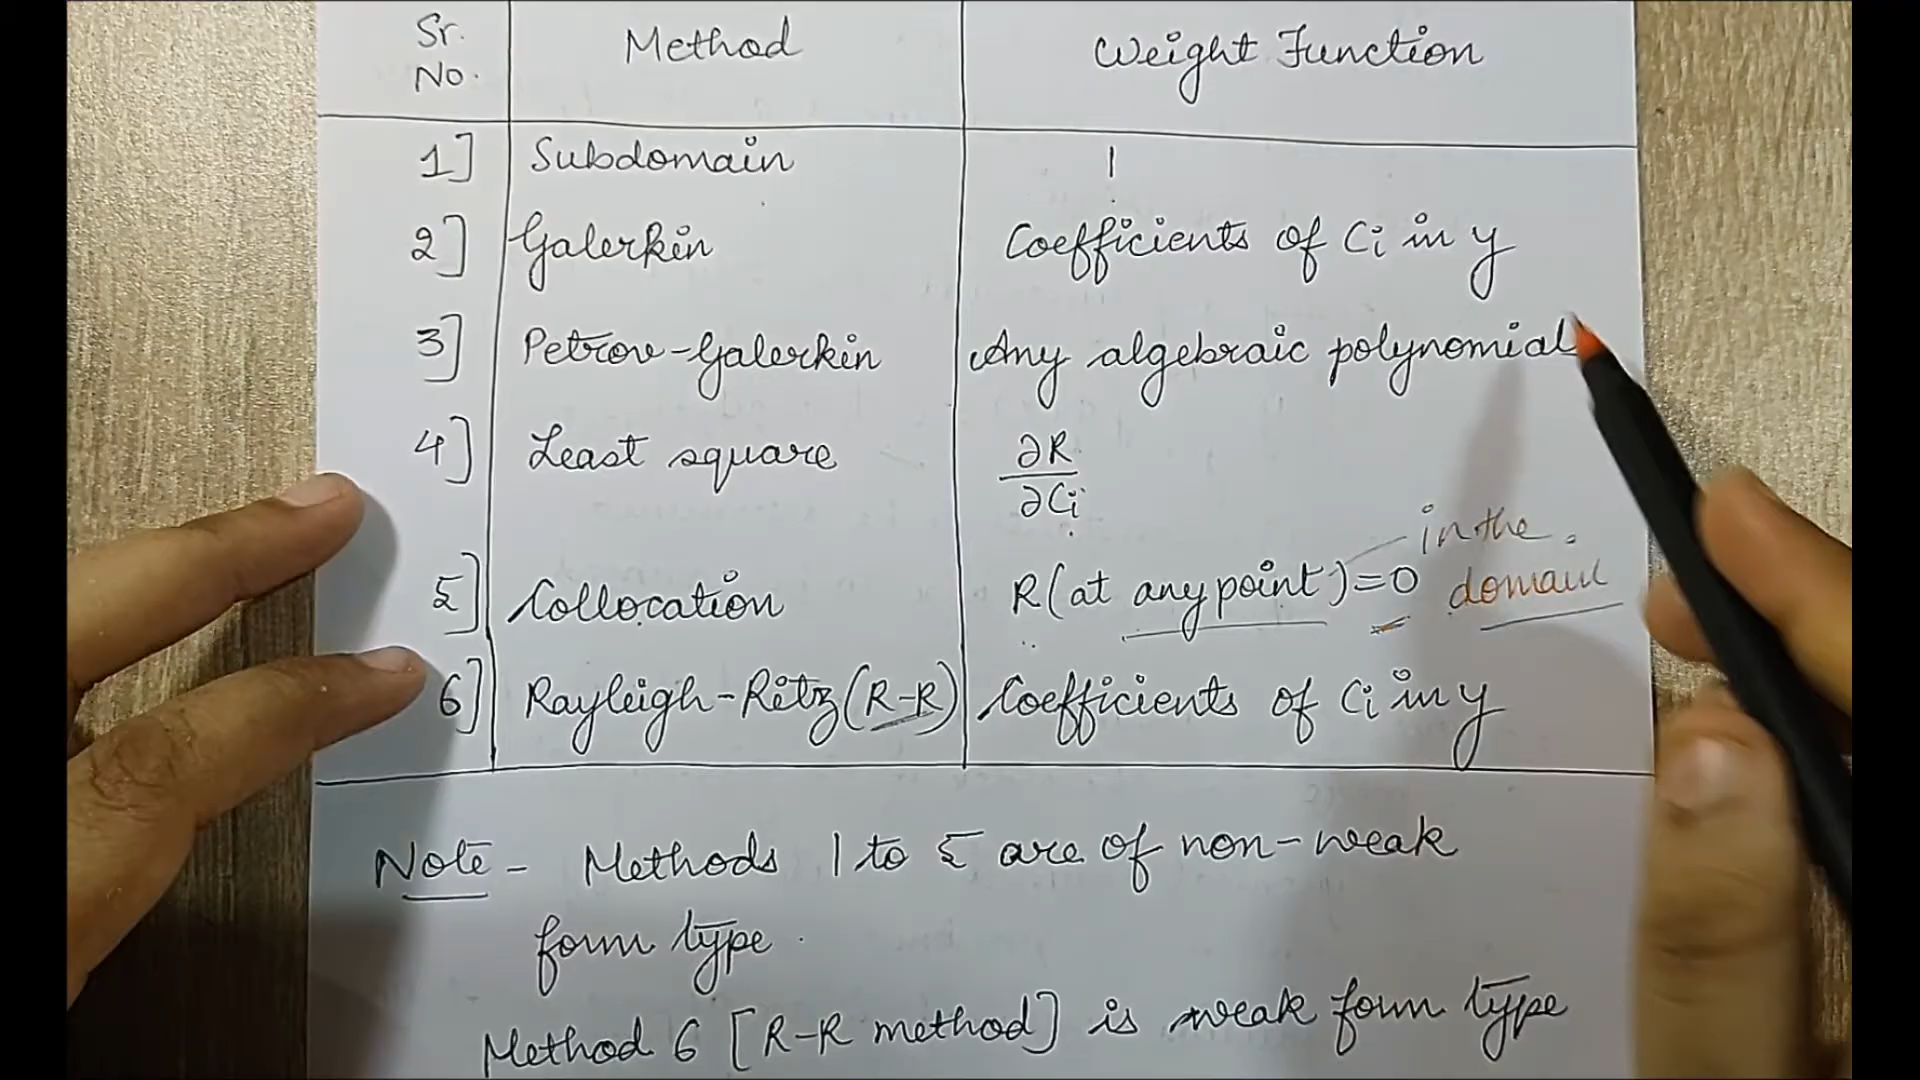 Sr. No. Method Weight Function
1] Subdomain 1
2] Galerkin Coefficients of Ci in y
3] Petrov-Galerkin Any algebraic polynomial
4] Least square ∂R/∂Ci
5] Collocation R(at any point)=0 in the domain
6] Rayleigh-Ritz (R-R) Coefficients of Ci in y
Note - Methods 1 to 5 are of non-weak
form type.
Method 6 [R-R method] is weak form type